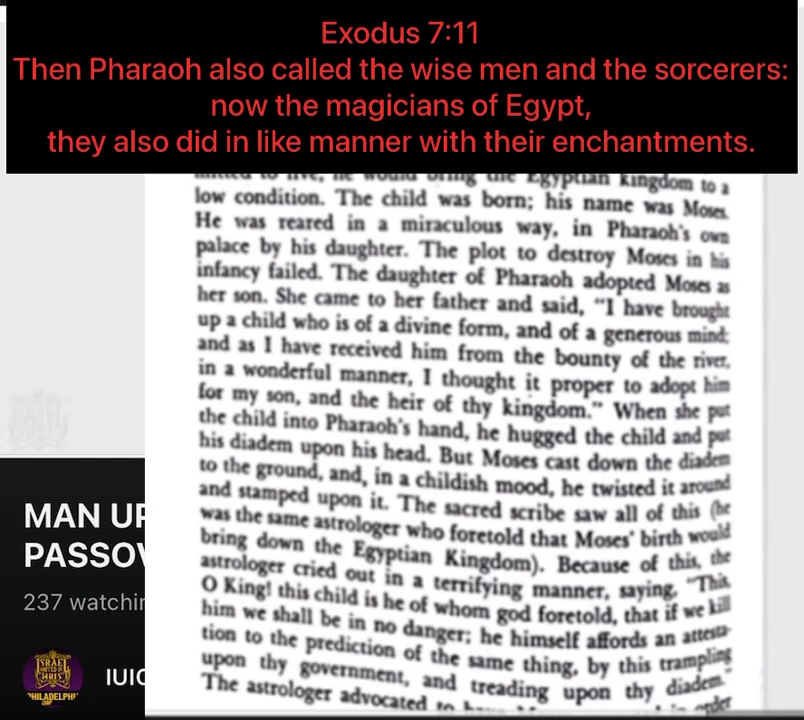 Exodus 7:11
Then Pharaoh also called the wise men and the sorcerers:
now the magicians of Egypt,
they also did in like manner with their enchantments.
mitted to live, he would bring the Egyptian kingdom to a
low condition. The child was born; his name was Moses.
He was reared in a miraculous way, in Pharaoh's own
palace by his daughter. The plot to destroy Moses in his
infancy failed. The daughter of Pharaoh adopted Moses as
her son. She came to her father and said, "I have brought
up a child who is of a divine form, and of a generous mind;
and as I have received him from the bounty of the river,
in a wonderful manner, I thought it proper to adopt him
for my son, and the heir of thy kingdom." When she put
the child into Pharaoh's hand, he hugged the child and put
his diadem upon his head. But Moses cast down the diadem
to the ground, and, in a childish mood, he twisted it around
and stamped upon it. The sacred scribe saw all of this (he
was the same astrologer who foretold that Moses' birth would
bring down the Egyptian Kingdom). Because of this, the
astrologer cried out in a terrifying manner, saying, "This,
O King! this child is he of whom god foretold, that if we kill
him we shall be in no danger; he himself affords an attesta-
tion to the prediction of the same thing, by this trampling
upon thy government, and treading upon thy diadem."
The astrologer advocated to have order
MAN UP
PASSOV
237 watchin
ISRAEL
UNITED IN
CHRIST
PHILADELPHI
IUIC